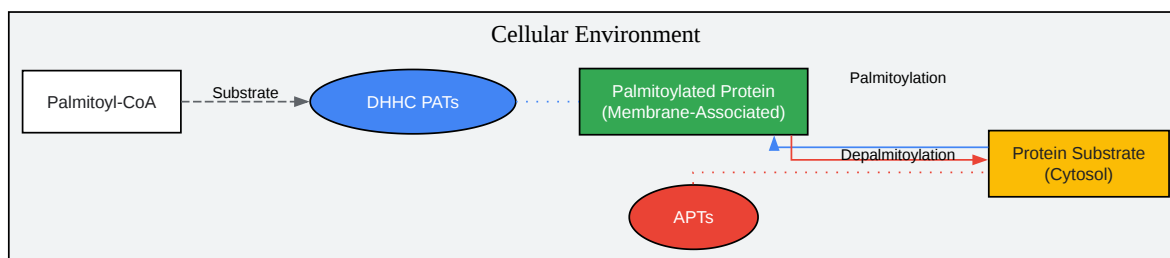 Cellular Environment
Palmitoyl-CoA
Substrate
DHHC PATs
Palmitoylated Protein
(Membrane-Associated)
Palmitoylation
Depalmitoylation
Protein Substrate
(Cytosol)
APTs